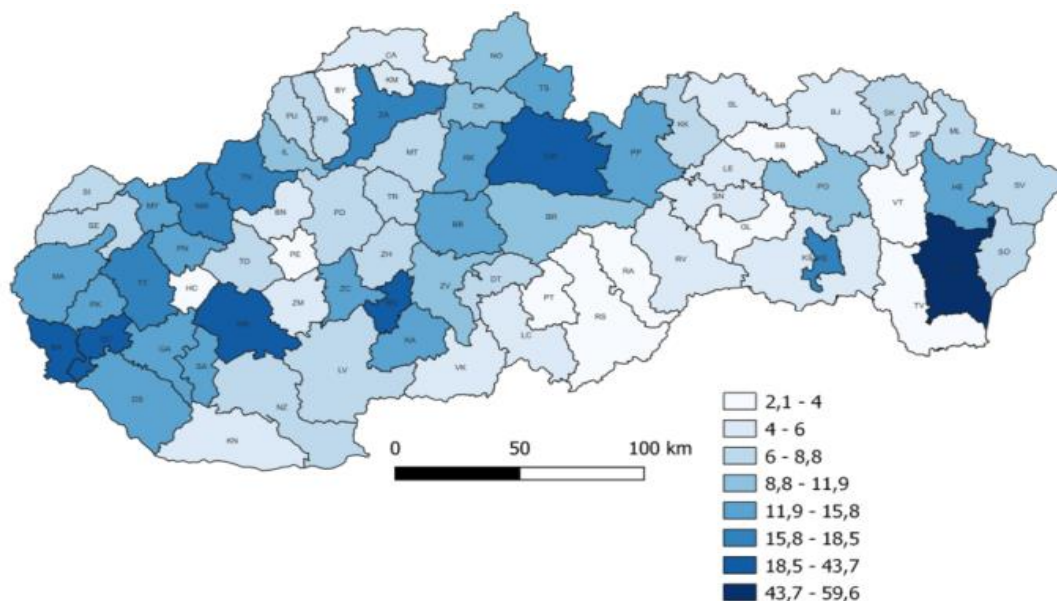 CA
NO
KM
BY
TS
PU
PB
ZA
DK
KK
SL
BJ
SK
SP
ML
SB
IL
MT
RK
PP
LE
PO
HE
SV
TN
SI
MY
NM
BN
PD
TR
SN
VT
SE
BB
BR
GL
PN
PE
ZH
RV
SO
MA
TO
RA
TT
HC
ZM
ZC
ZV
DT
PT
PK
TV
GA
KA
RS
SA
LV
LC
VK
DS
NZ
KN
0 50 100 km
2,1 - 4
4 - 6
6 - 8,8
8,8 - 11,9
11,9 - 15,8
15,8 - 18,5
18,5 - 43,7
43,7 - 59,6